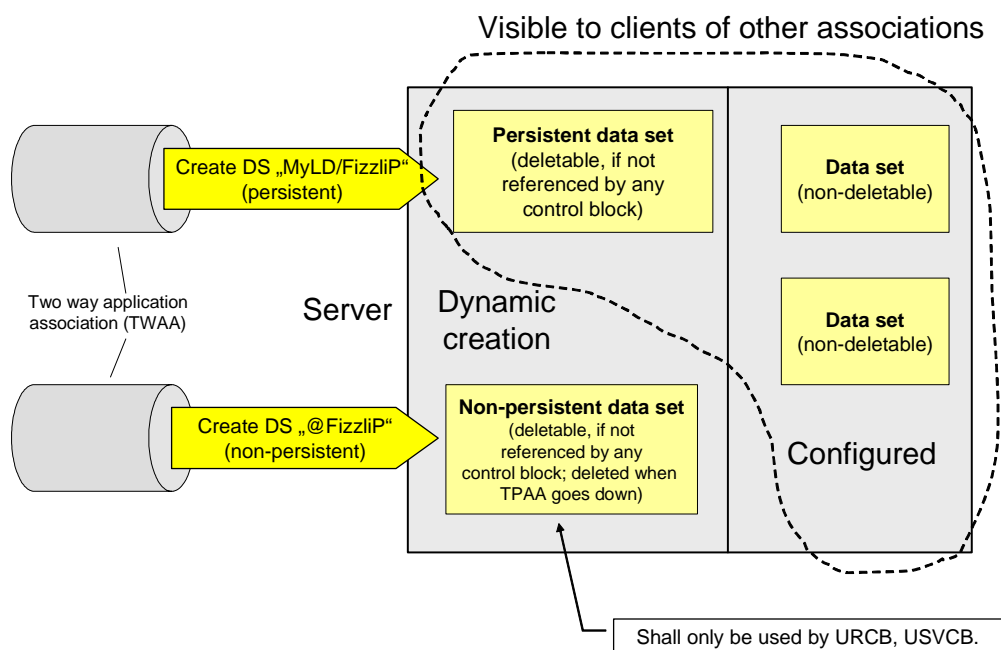 Visible to clients of other associations
Create DS „MyLD/FizzliP“
(persistent)
Persistent data set
(deletable, if not
referenced by any
control block)
Data set
(non-deletable)
Two way application
association (TWAA)
Server
Dynamic
creation
Data set
(non-deletable)
Create DS „@FizzliP“
(non-persistent)
Non-persistent data set
(deletable, if not
referenced by any
control block; deleted when
TPAA goes down)
Configured
Shall only be used by URCB, USVCB.